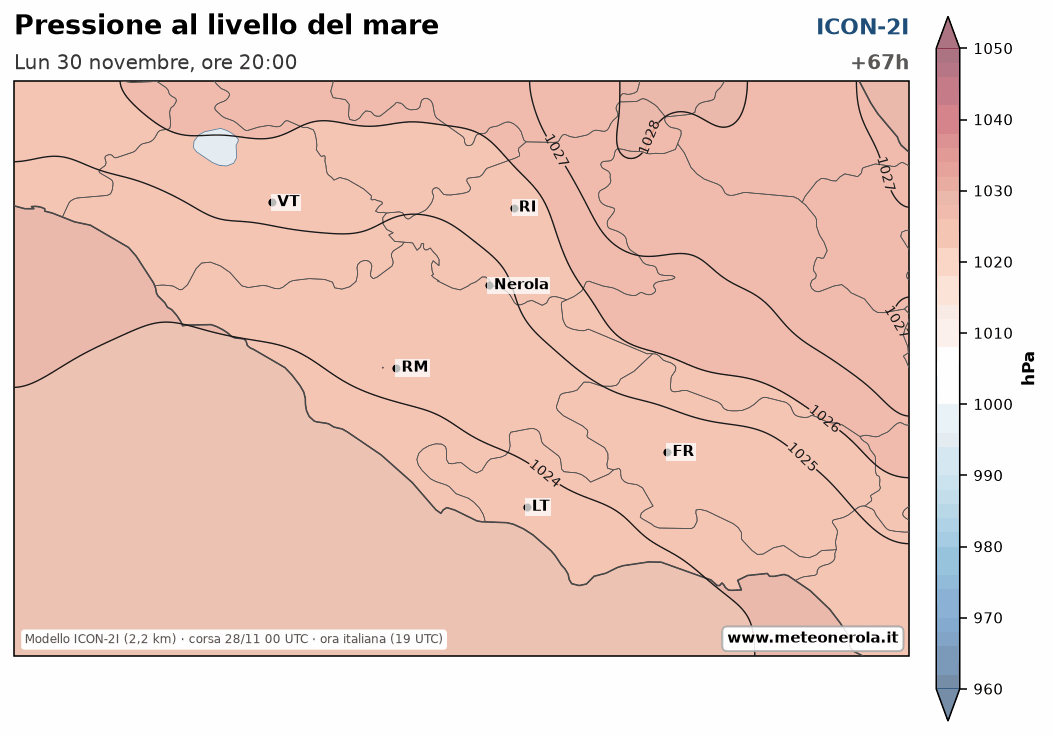 Pressione al livello del mare
ICON-2I
Lun 30 novembre, ore 20:00
+67h
1050
1040
1030
1020
1010
1000
990
980
970
960
hPa
1028
1027
1027
VT
RI
Nerola
1027
RM
1026
1025
FR
1024
LT
Modello ICON-2I (2,2 km) · corsa 28/11 00 UTC · ora italiana (19 UTC)
www.meteonerola.it